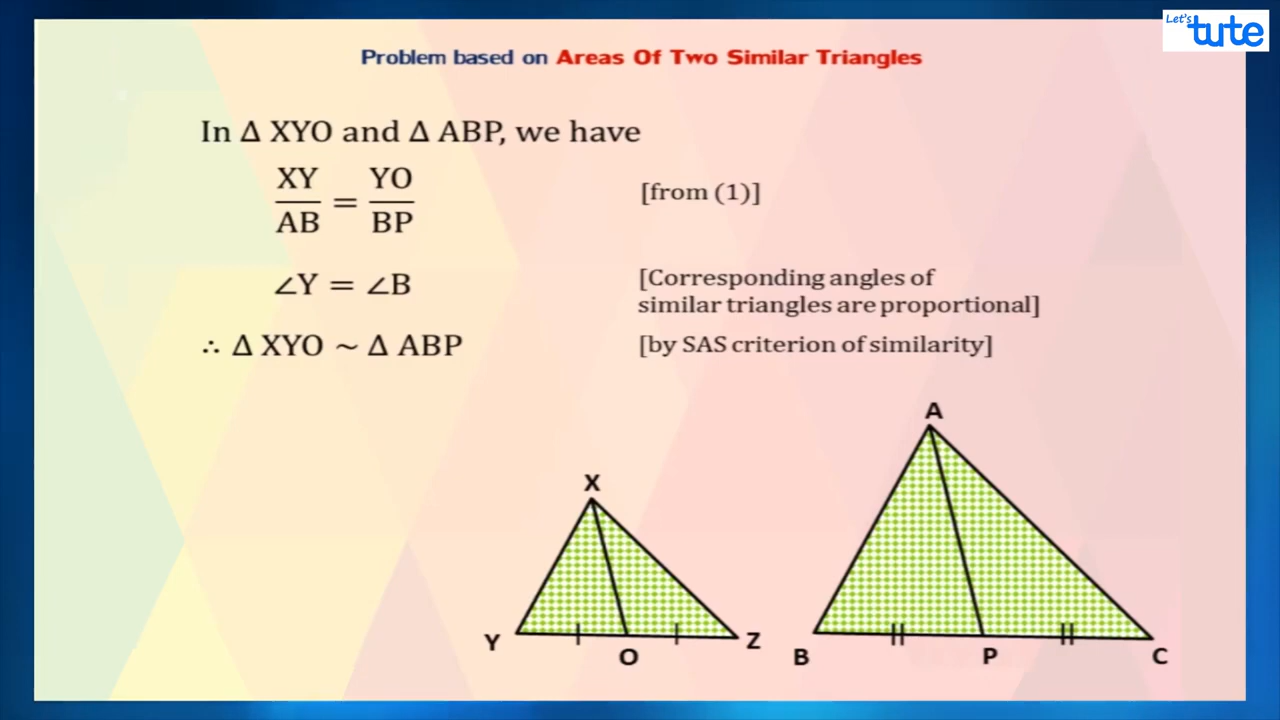 Let's tute
Problem based on Areas Of Two Similar Triangles
In Δ XYO and Δ ABP, we have
XY/AB = YO/BP [from (1)]
∠Y = ∠B [Corresponding angles of
similar triangles are proportional]
∴ Δ XYO ~ Δ ABP [by SAS criterion of similarity]
A
X
Y O Z B P C